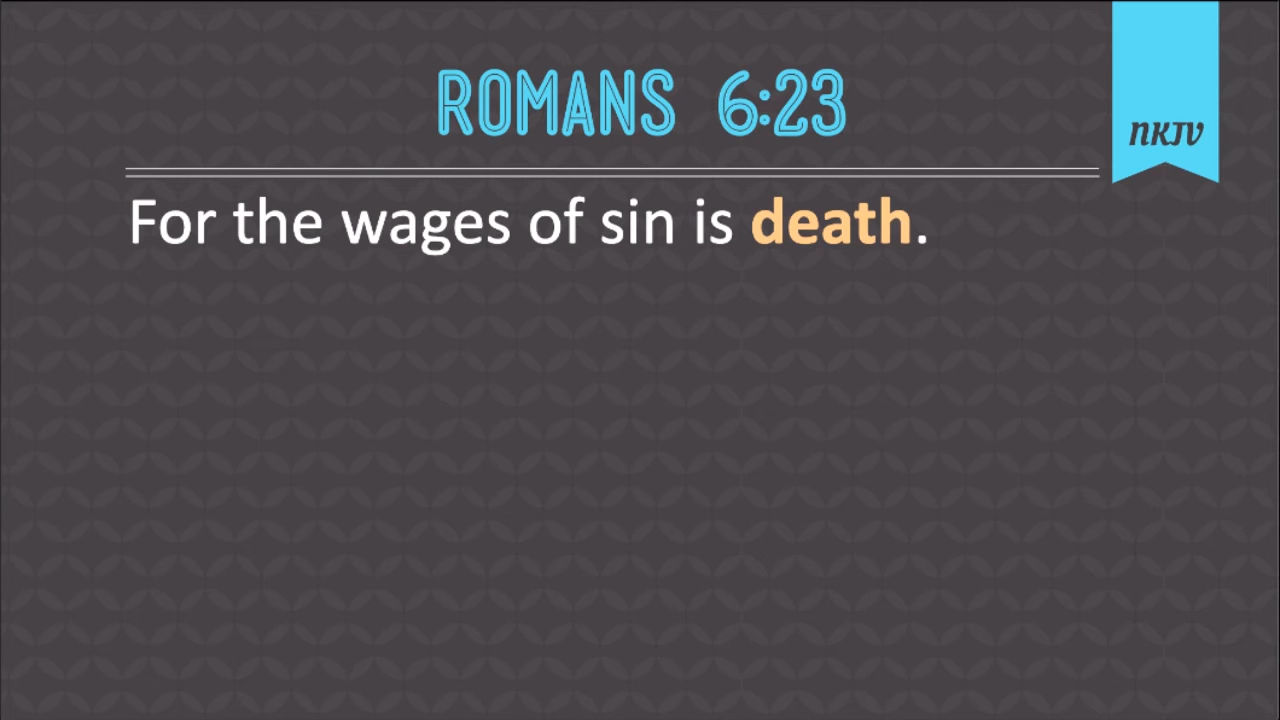 ROMANS 6:23
NKJV
For the wages of sin is death.